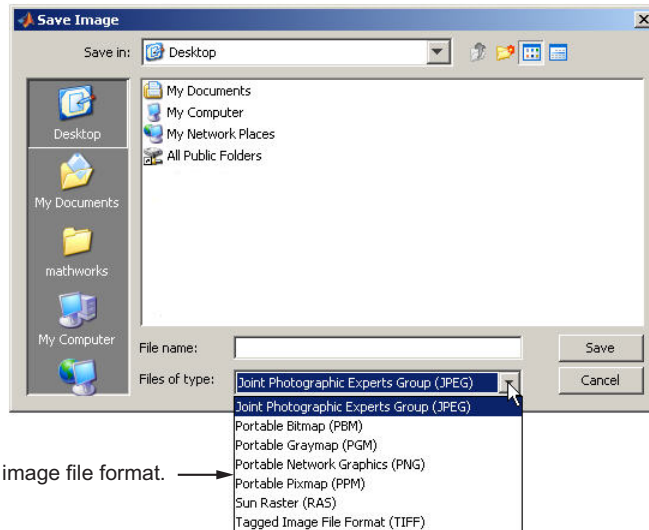 Save Image
Save in: Desktop
My Documents
My Computer
My Network Places
All Public Folders
Desktop
My Documents
mathworks
My Computer
File name:
Save
Files of type: Joint Photographic Experts Group (JPEG)
Cancel
Joint Photographic Experts Group (JPEG)
Portable Bitmap (PBM)
Portable Graymap (PGM)
Portable Network Graphics (PNG)
image file format.
Portable Pixmap (PPM)
Sun Raster (RAS)
Tagged Image File Format (TIFF)